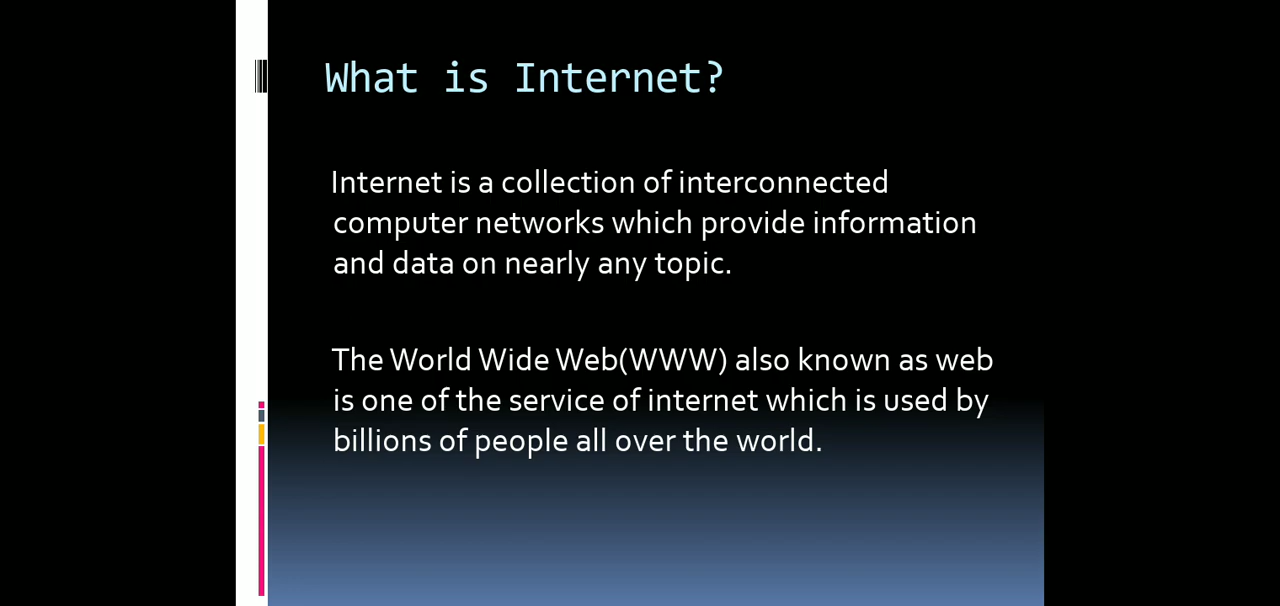 What is Internet?
Internet is a collection of interconnected
computer networks which provide information
and data on nearly any topic.
The World Wide Web(WWW) also known as web
is one of the service of internet which is used by
billions of people all over the world.